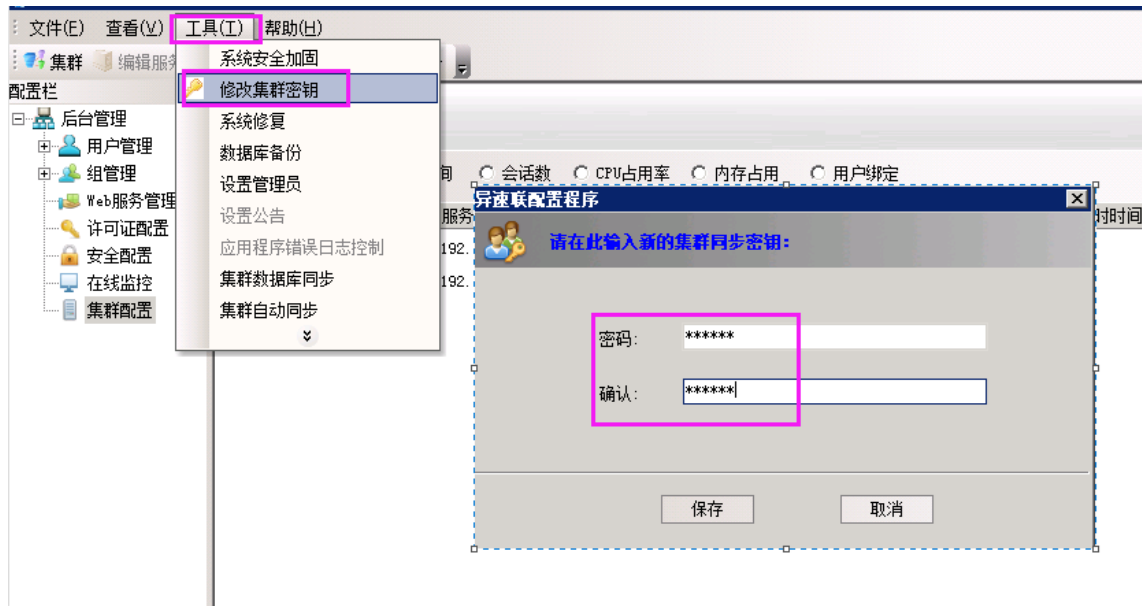 文件(F) 查看(V) 工具(T) 帮助(H)
集群 编辑服务
系统安全加固
修改集群密钥
系统修复
数据库备份
设置管理员
设置公告
应用程序错误日志控制
集群数据库同步
集群自动同步
配置栏
后台管理
用户管理
组管理
Web服务管理
许可证配置
安全配置
在线监控
集群配置
间 会话数 CPU占用率 内存占用 用户绑定
服务 时时间
192.
192.
异速联配置程序
请在此输入新的集群同步密钥:
密码: ******
确认: ******
保存 取消